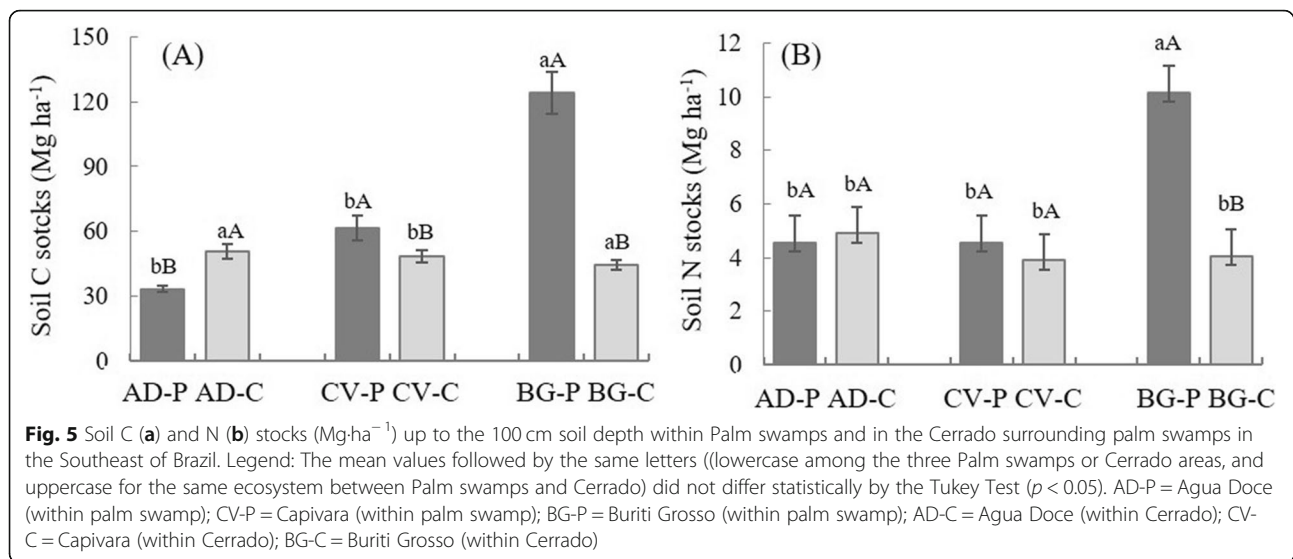 150
120
90
60
30
0
Soil C sotcks (Mg ha⁻¹)
(A)
bB
aA
bA
bB
aA
aB
AD-P AD-C CV-P CV-C BG-P BG-C
12
10
8
6
4
2
0
Soil N stocks (Mg ha⁻¹)
(B)
bA
bA
bA
bA
aA
bB
AD-P AD-C CV-P CV-C BG-P BG-C
Fig. 5 Soil C (a) and N (b) stocks (Mg·ha⁻¹) up to the 100 cm soil depth within Palm swamps and in the Cerrado surrounding palm swamps in
the Southeast of Brazil. Legend: The mean values followed by the same letters ((lowercase among the three Palm swamps or Cerrado areas, and
uppercase for the same ecosystem between Palm swamps and Cerrado) did not differ statistically by the Tukey Test (p < 0.05). AD-P = Agua Doce
(within palm swamp); CV-P = Capivara (within palm swamp); BG-P = Buriti Grosso (within palm swamp); AD-C = Agua Doce (within Cerrado); CV-
C = Capivara (within Cerrado); BG-C = Buriti Grosso (within Cerrado)